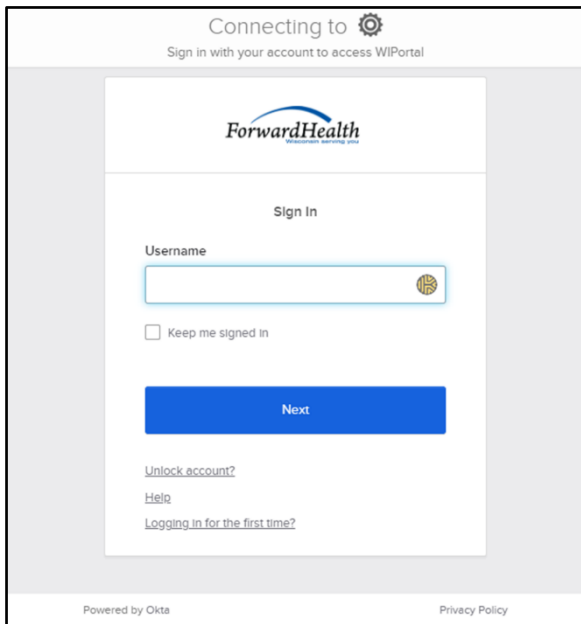 Connecting to
Sign in with your account to access WIPortal
ForwardHealth
Wisconsin serving you
Sign In
Username
Keep me signed in
Next
Unlock account?
Help
Logging in for the first time?
Powered by Okta Privacy Policy